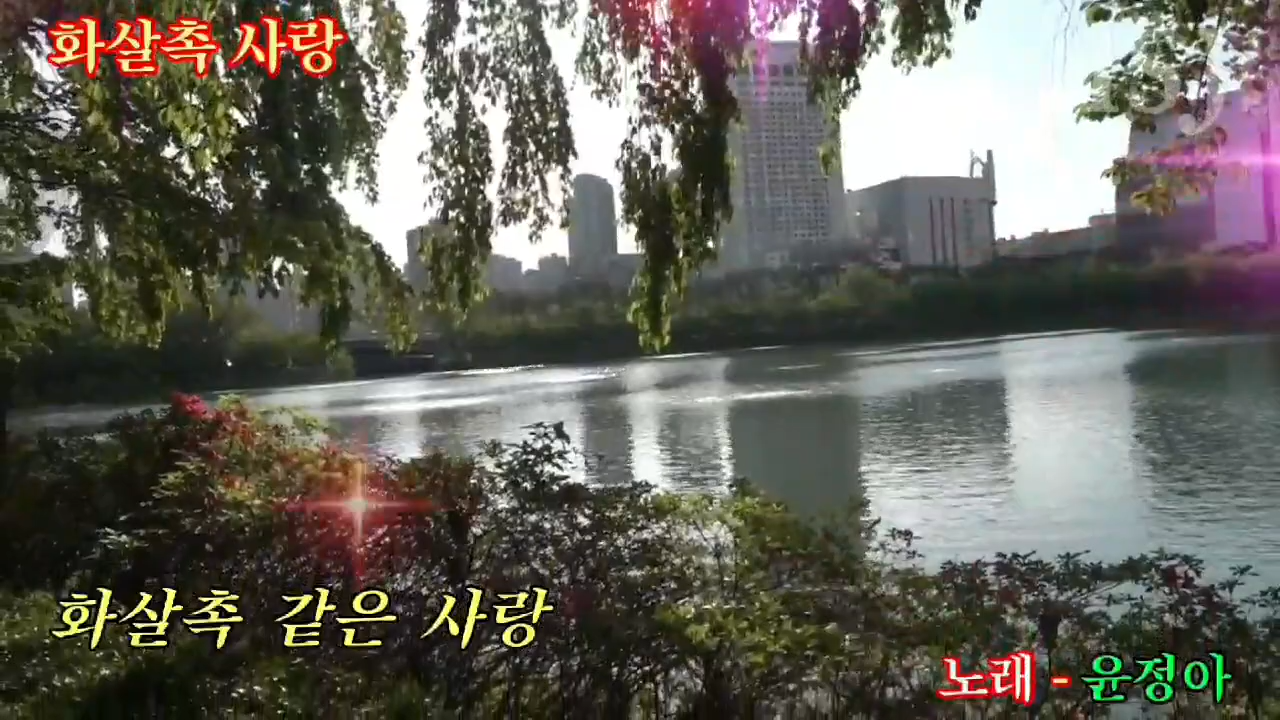 화살촉 사랑
화살촉 같은 사랑
노래 - 윤정아